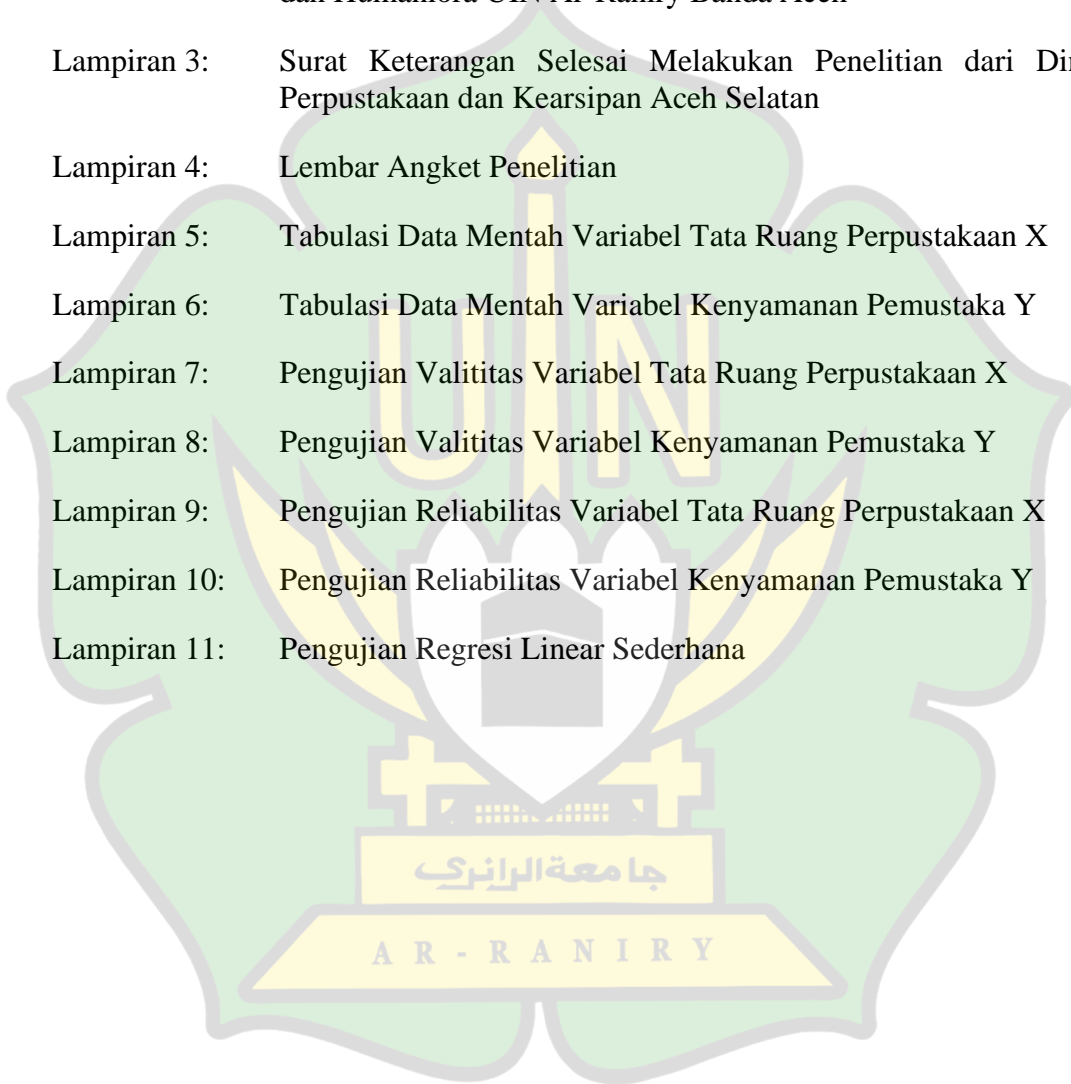 dan Humaniora UIN Ar-Raniry Banda Aceh
Lampiran 3: Surat Keterangan Selesai Melakukan Penelitian dari
Perpustakaan dan Kearsipan Aceh Selatan
Lampiran 4: Lembar Angket Penelitian
Lampiran 5: Tabulasi Data Mentah Variabel Tata Ruang Perpustakaan X
Lampiran 6: Tabulasi Data Mentah Variabel Kenyamanan Pemustaka Y
Lampiran 7: Pengujian Valititas Variabel Tata Ruang Perpustakaan X
Lampiran 8: Pengujian Valititas Variabel Kenyamanan Pemustaka Y
Lampiran 9: Pengujian Reliabilitas Variabel Tata Ruang Perpustakaan X
Lampiran 10: Pengujian Reliabilitas Variabel Kenyamanan Pemustaka Y
Lampiran 11: Pengujian Regresi Linear Sederhana
UIN
جامعةالرانري
AR-RANIRY